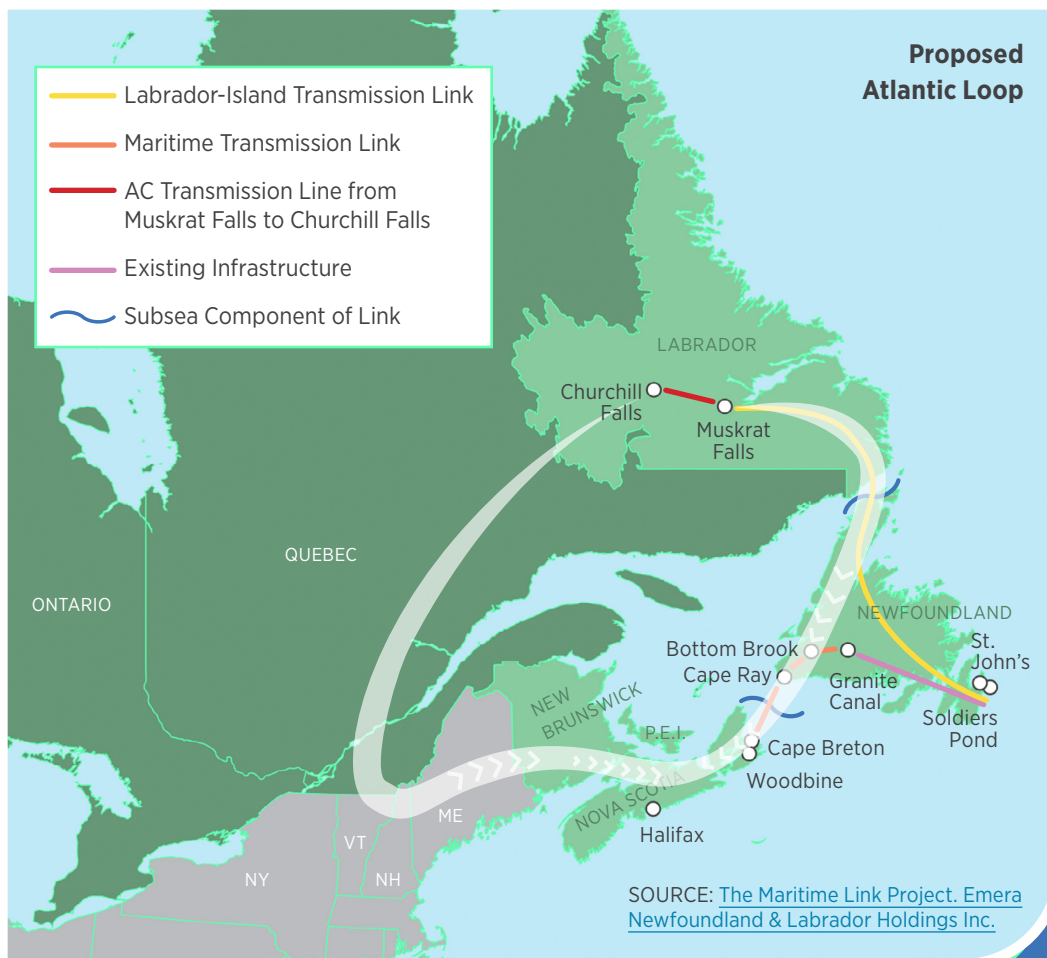 Proposed
Atlantic Loop
Labrador-Island Transmission Link
Maritime Transmission Link
AC Transmission Line from
Muskrat Falls to Churchill Falls
Existing Infrastructure
Subsea Component of Link
LABRADOR
Churchill
Falls
Muskrat
Falls
QUEBEC
ONTARIO
NEWFOUNDLAND
Bottom Brook
Cape Ray
Granite
Canal
St.
John's
Soldiers
Pond
NEW
BRUNSWICK
P.E.I.
Cape Breton
Woodbine
NOVA SCOTIA
Halifax
ME
VT
NH
NY
SOURCE: The Maritime Link Project. Emera
Newfoundland & Labrador Holdings Inc.